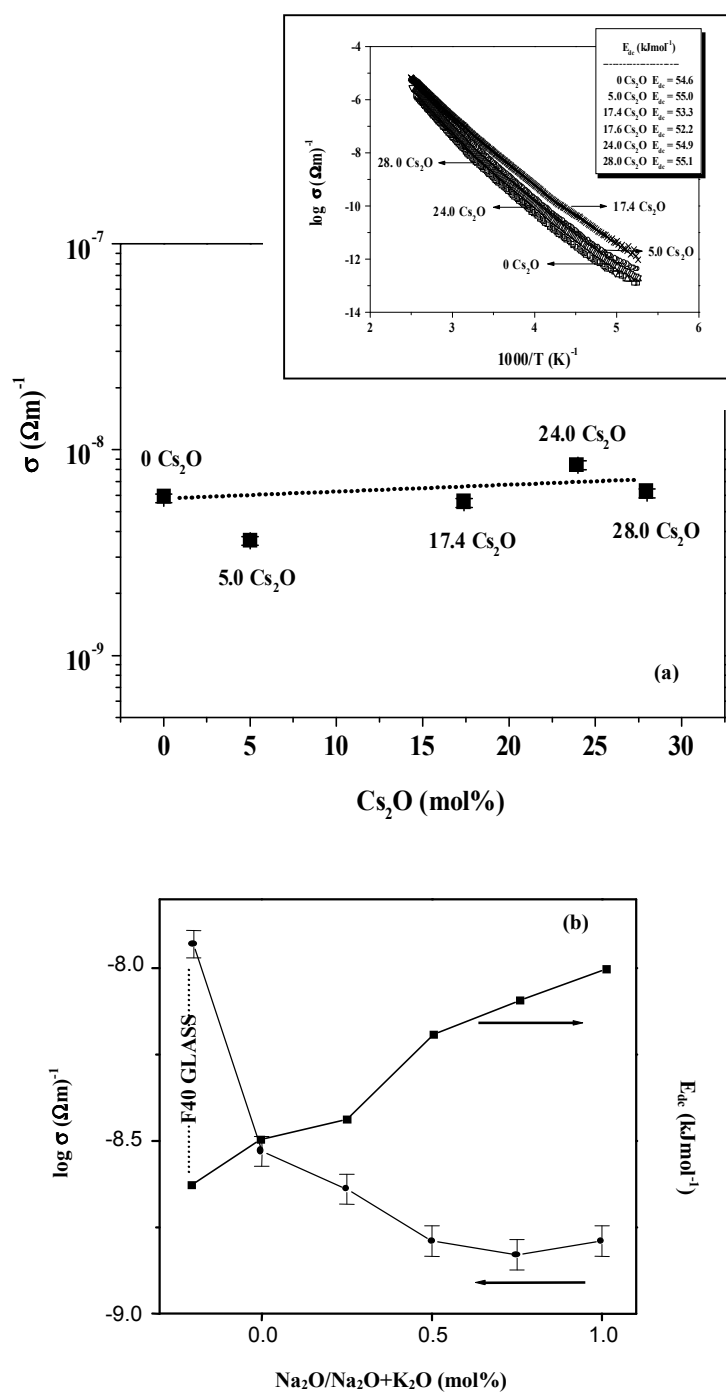 E_dc (kJmol⁻¹)
--------------------------
0 Cs₂O E_dc = 54.6
5.0 Cs₂O E_dc = 55.0
17.4 Cs₂O E_dc = 53.3
17.6 Cs₂O E_dc = 52.2
24.0 Cs₂O E_dc = 54.9
28.0 Cs₂O E_dc = 55.1
-4
-6
-8
-10
-12
-14
log σ (Ωm)⁻¹
28.0 Cs₂O
24.0 Cs₂O
17.4 Cs₂O
5.0 Cs₂O
0 Cs₂O
2 3 4 5 6
1000/T (K)⁻¹
10⁻⁷
10⁻⁸
10⁻⁹
σ (Ωm)⁻¹
0 Cs₂O
5.0 Cs₂O
17.4 Cs₂O
24.0 Cs₂O
28.0 Cs₂O
(a)
0 5 10 15 20 25 30
Cs₂O (mol%)
(b)
-8.0
-8.5
-9.0
log σ (Ωm)⁻¹
F40 GLASS
E_dc (kJmol⁻¹)
0.0 0.5 1.0
Na₂O/Na₂O+K₂O (mol%)